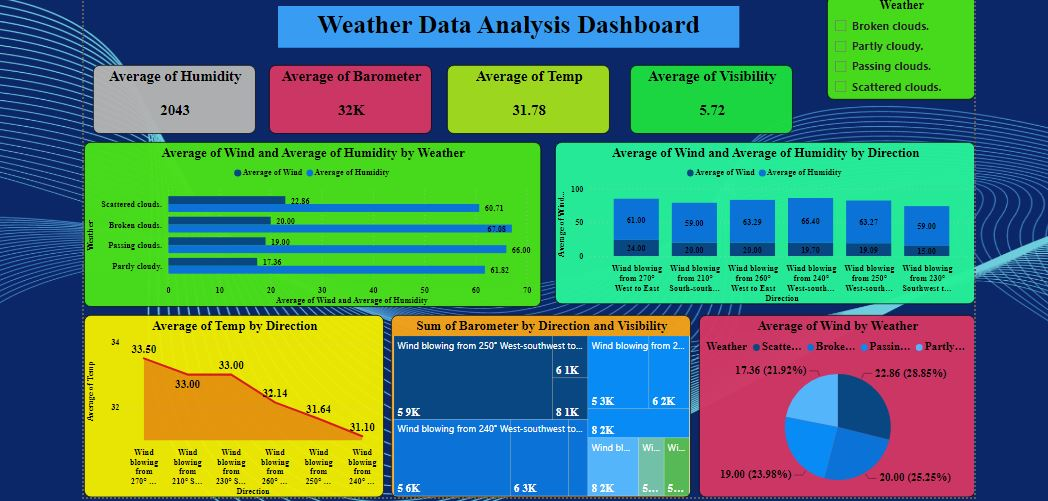 Weather Data Analysis Dashboard
Weather
Broken clouds.
Partly cloudy.
Passing clouds.
Scattered clouds.
Average of Humidity
2043
Average of Barometer
32K
Average of Temp
31.78
Average of Visibility
5.72
Average of Wind and Average of Humidity by Weather
Average of Wind Average of Humidity
Weather
Scattered clouds. 22.86
60.71
Broken clouds. 20.00
67.08
Passing clouds. 19.00
66.00
Partly cloudy. 17.36
61.82
0 10 20 30 40 50 60 70
Average of Wind and Average of Humidity
Average of Wind and Average of Humidity by Direction
Average of Wind Average of Humidity
Average of Wind...
100
50
0
61.00 59.00 63.29 66.40 63.27 59.00
24.00 20.00 20.00 19.70 19.09 15.00
Wind blowing from 270° West to East
Wind blowing from 210° South-south...
Wind blowing from 260° West to East
Wind blowing from 240° West-south...
Wind blowing from 250° West-south...
Wind blowing from 230° Southwest t...
Direction
Average of Temp by Direction
Average of Temp
34
32
33.50
33.00
33.00
32.14
31.64
31.10
Wind blowing from 270° ...
Wind blowing from 210° S...
Wind blowing from 230° S...
Wind blowing from 260° ...
Wind blowing from 250° ...
Wind blowing from 240° ...
Direction
Sum of Barometer by Direction and Visibility
Wind blowing from 250° West-southwest to...
5 9K
6 1K
8 1K
Wind blowing from 240° West-southwest to...
5 6K
6 3K
Wind blowing from 2...
5 3K
6 2K
8 2K
Wind bl...
8 2K
Wi...
5...
Wi...
5...
Average of Wind by Weather
Weather Scatte... Broke... Passin... Partly...
17.36 (21.92%)
22.86 (28.85%)
19.00 (23.98%)
20.00 (25.25%)